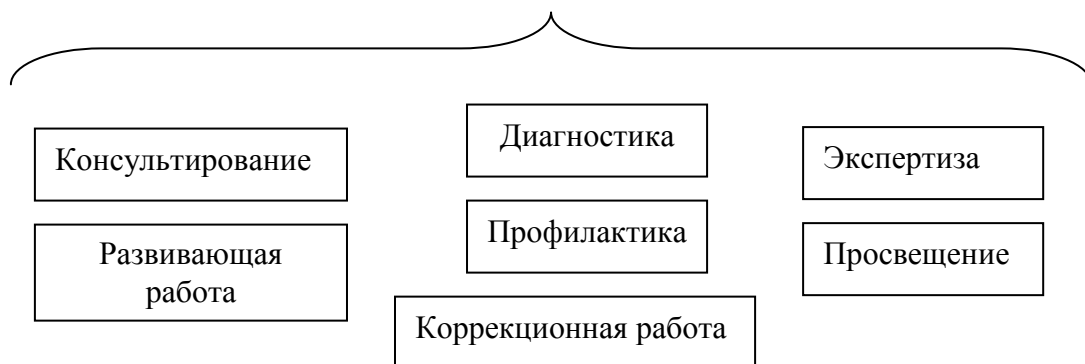 Консультирование
Развивающая
работа
Диагностика
Профилактика
Коррекционная работа
Экспертиза
Просвещение